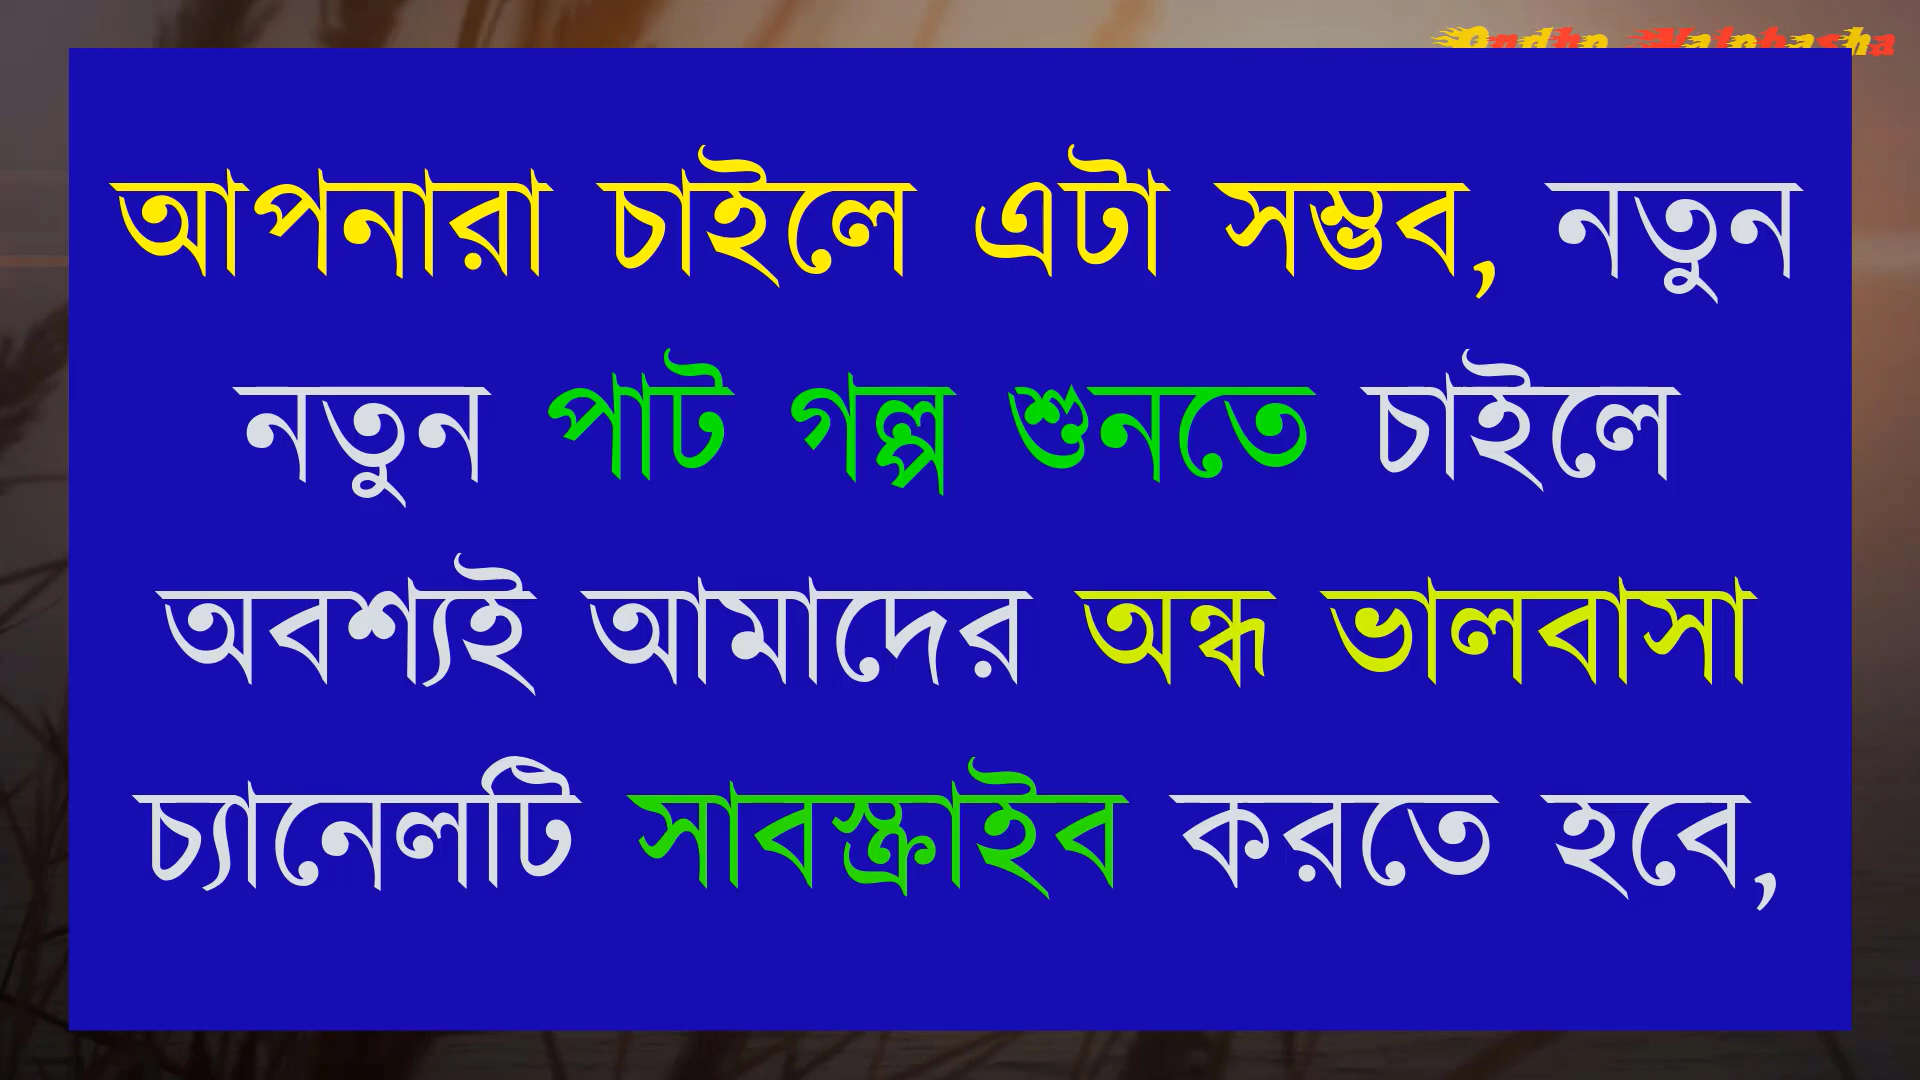 আপনারা চাইলে এটা সম্ভব, নতুন
নতুন পাট গল্প শুনতে চাইলে
অবশ্যই আমাদের অন্ধ ভালবাসা
চ্যানেলটি সাবস্ক্রাইব করতে হবে,